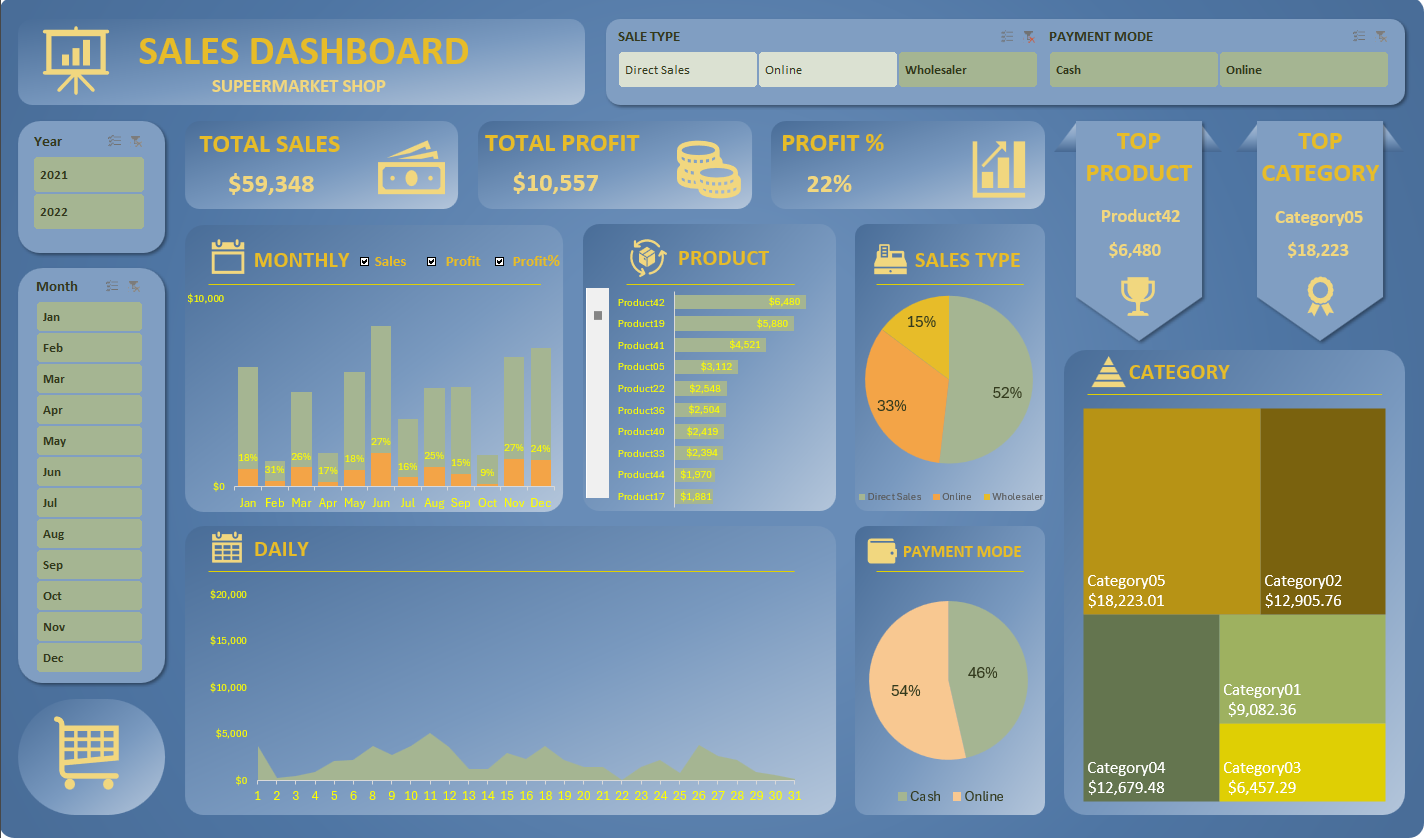 SALES DASHBOARD
SUPEERMARKET SHOP
SALE TYPE
Direct Sales
Online
Wholesaler
PAYMENT MODE
Cash
Online
Year
2021
2022
TOTAL SALES
$59,348
TOTAL PROFIT
$10,557
PROFIT %
22%
TOP
PRODUCT
Product42
$6,480
TOP
CATEGORY
Category05
$18,223
Month
Jan
Feb
Mar
Apr
May
Jun
Jul
Aug
Sep
Oct
Nov
Dec
MONTHLY
Sales
Profit
Profit%
$10,000
$0
18%
31%
26%
17%
18%
27%
16%
25%
15%
9%
27%
24%
Jan Feb Mar Apr May Jun Jul Aug Sep Oct Nov Dec
PRODUCT
Product42 $6,480
Product19 $5,880
Product41 $4,521
Product05 $3,112
Product22 $2,548
Product36 $2,504
Product40 $2,419
Product33 $2,394
Product44 $1,970
Product17 $1,881
SALES TYPE
15%
33%
52%
Direct Sales Online Wholesaler
CATEGORY
Category05
$18,223.01
Category02
$12,905.76
Category04
$12,679.48
Category01
$9,082.36
Category03
$6,457.29
DAILY
$20,000
$15,000
$10,000
$5,000
$0
1 2 3 4 5 6 8 9 10 11 12 13 14 15 16 17 18 19 20 21 22 23 24 25 26 27 28 29 30 31
PAYMENT MODE
54%
46%
Cash Online